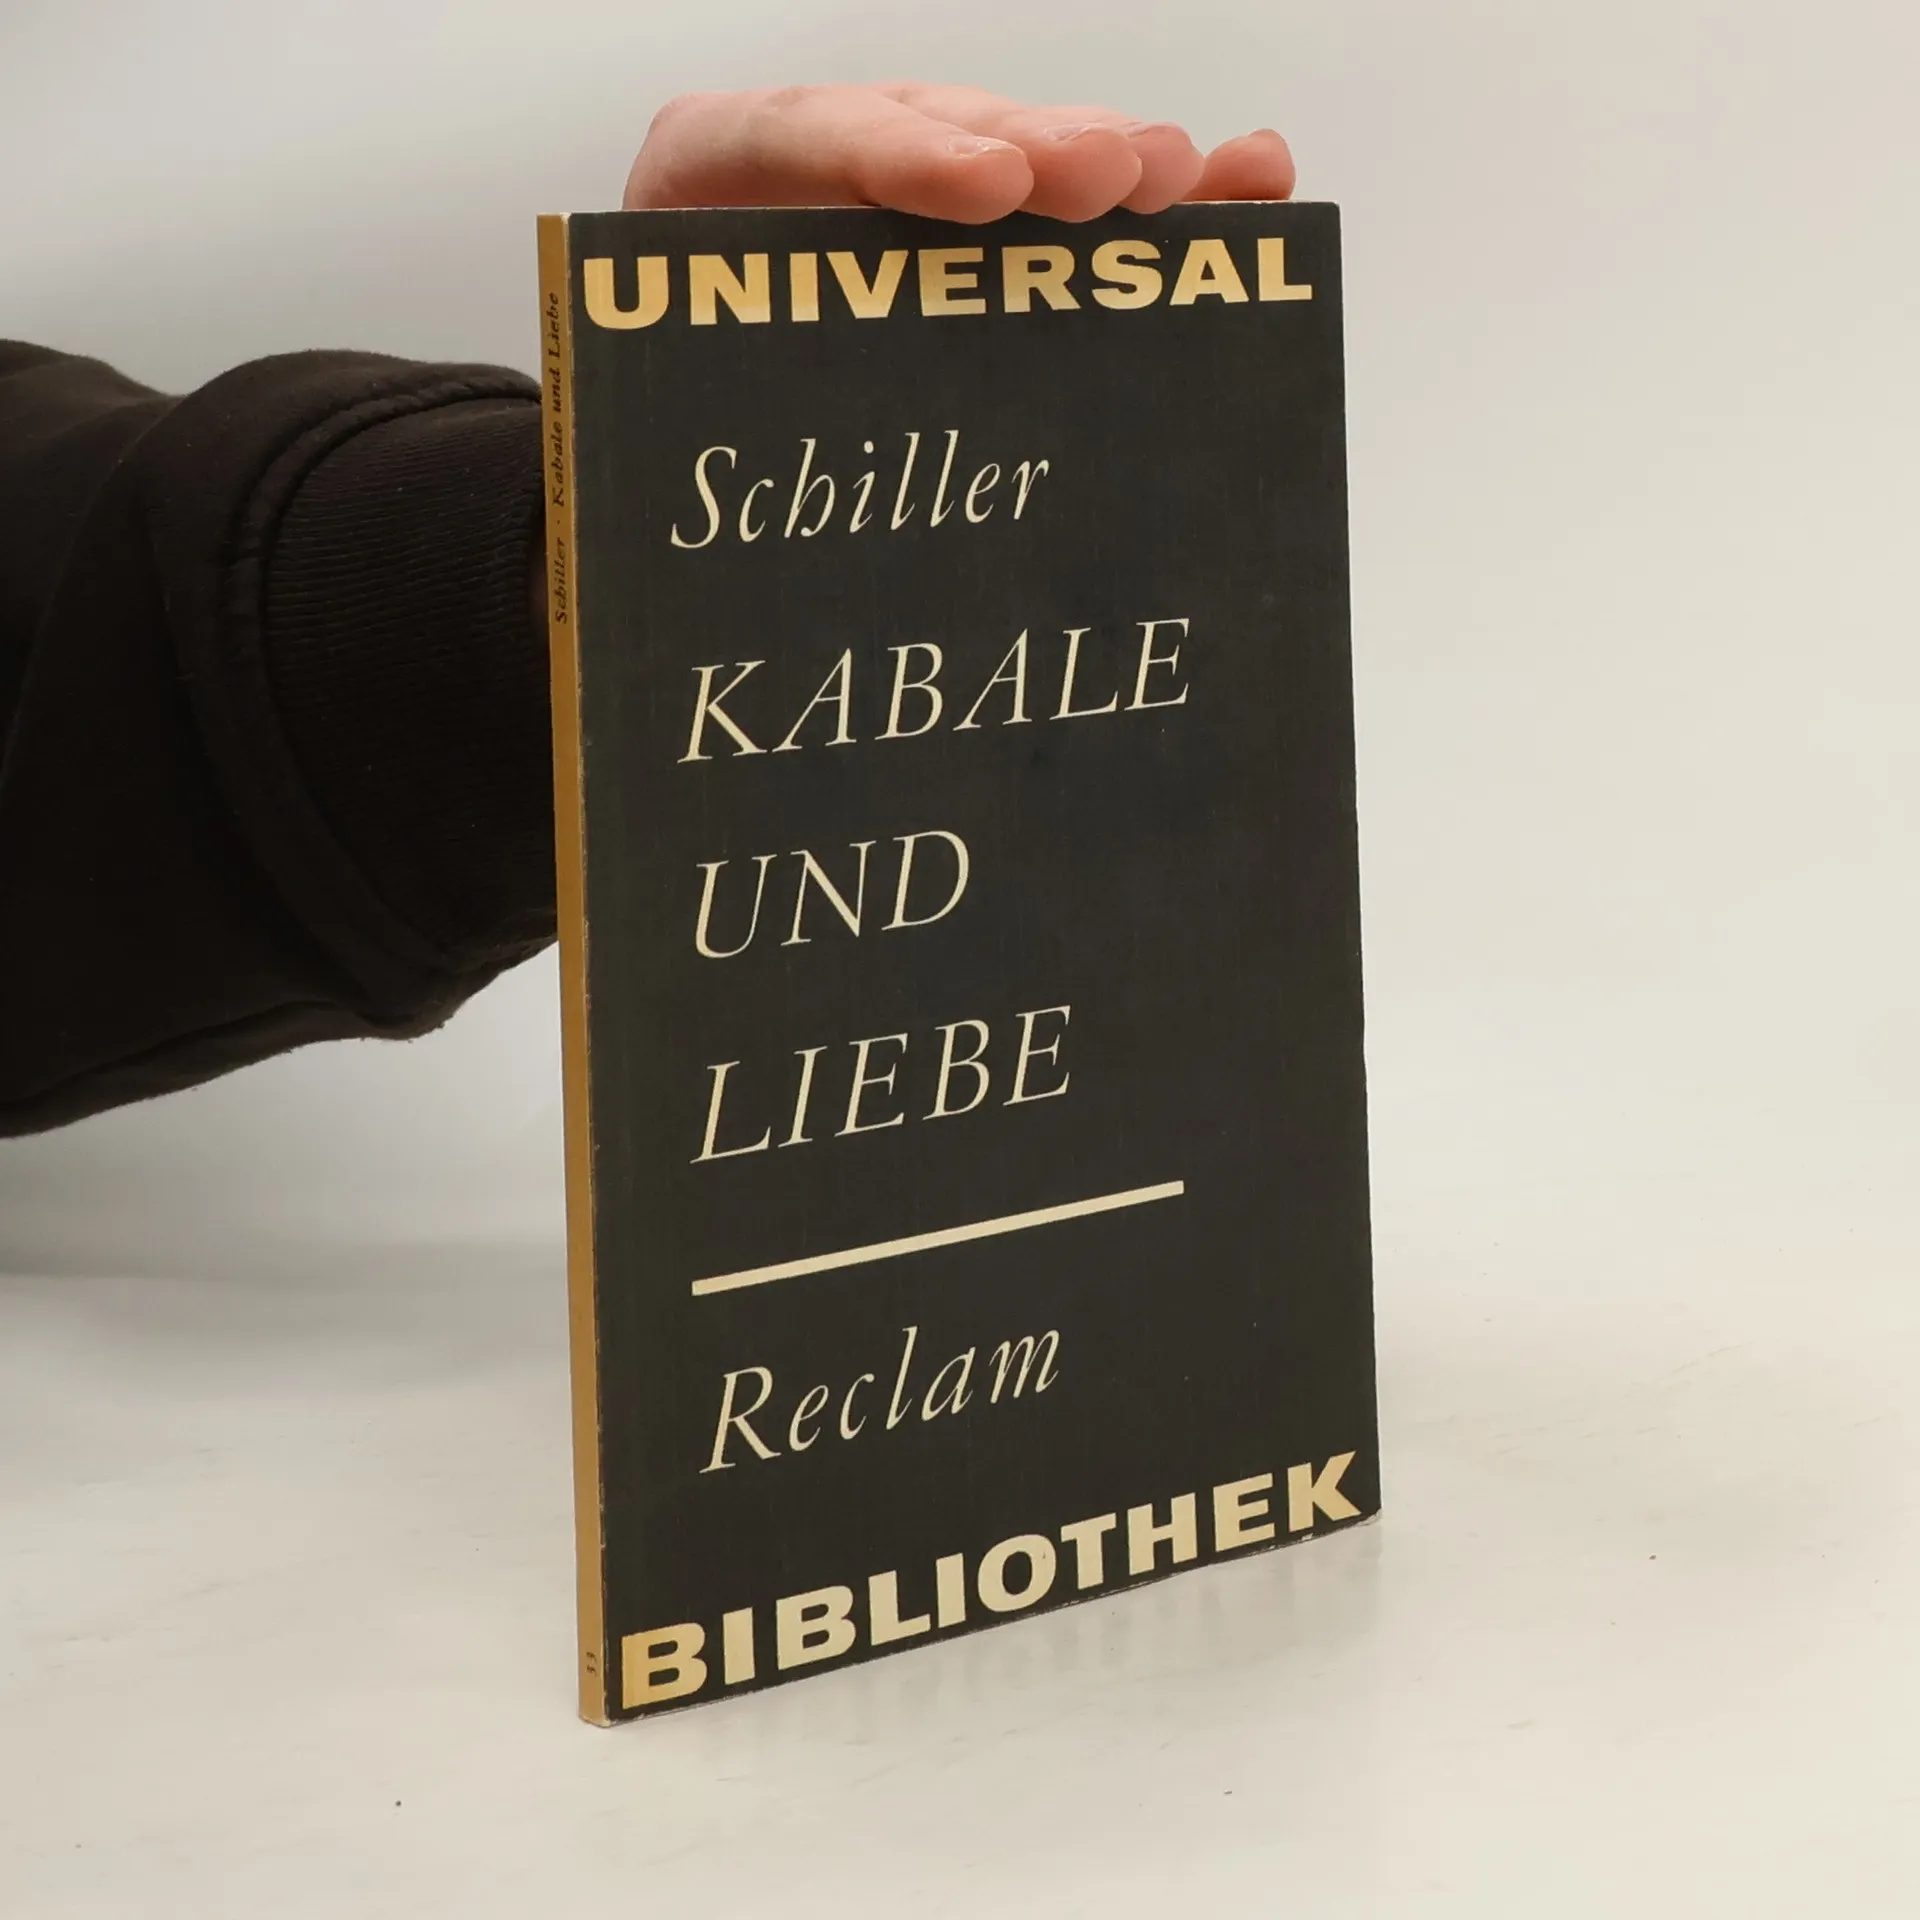 UNIVERSAL
Schiller
KABALE
UND
LIEBE
Reclam
BIBLIOTHEK
Schiller · Kabale und Liebe
33